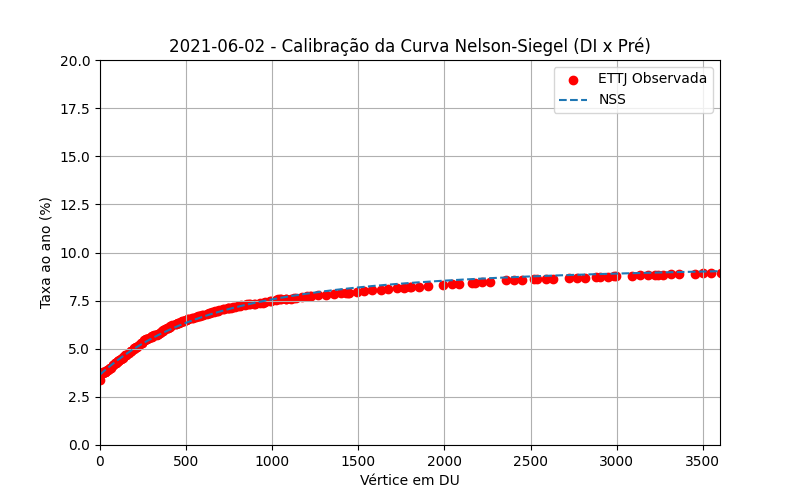 2021-06-02 - Calibração da Curva Nelson-Siegel (DI x Pré)
ETTJ Observada
NSS
Taxa ao ano (%)
20.0
17.5
15.0
12.5
10.0
7.5
5.0
2.5
0.0
0 500 1000 1500 2000 2500 3000 3500
Vértice em DU